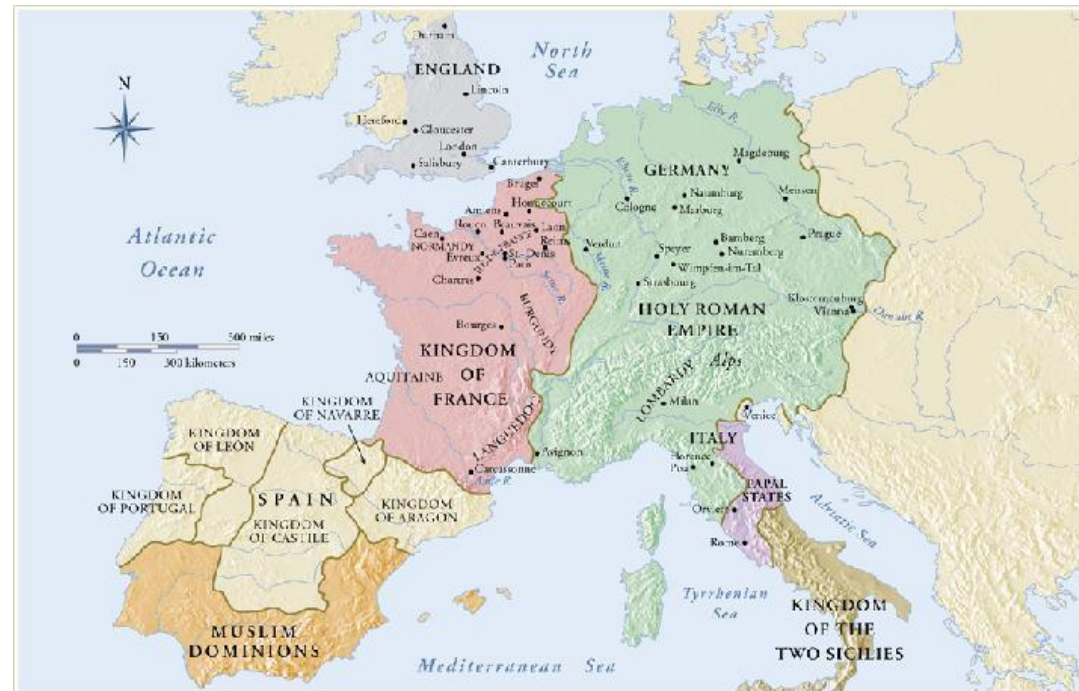 Durham
North
Sea
ENGLAND
Lincoln
N
Hereford
Gloucester
London
Salisbury
Canterbury
Elbe R.
Magdeburg
GERMANY
Bruges
Naumburg
Meissen
Cologne
Marburg
Honnecourt
Amiens
Beauvais
Laon
Caen
NORMANDY
Reims
Verdun
Bamberg
Prague
Evreux
St-Denis
Paris
Speyer
Nuremberg
Atlantic
Ocean
Chartres
Seine R.
Wimpfen-im-Tal
Strasbourg
Klosterneuburg
Vienna
HOLY ROMAN
EMPIRE
Bourges
BURGUNDY
0 150 300 miles
0 150 300 kilometers
KINGDOM
OF
FRANCE
AQUITAINE
Alps
LOMBARDY
Milan
Venice
KINGDOM
OF NAVARRE
LANGUEDOC
ITALY
KINGDOM
OF LEÓN
Avignon
Florence
Pisa
Carcassonne
PAPAL
STATES
KINGDOM
OF PORTUGAL
SPAIN
KINGDOM
OF ARAGON
Orvieto
Adriatic Sea
KINGDOM
OF CASTILE
Rome
Tyrrhenian
Sea
KINGDOM
OF THE
TWO SICILIES
MUSLIM
DOMINIONS
Mediterranean Sea